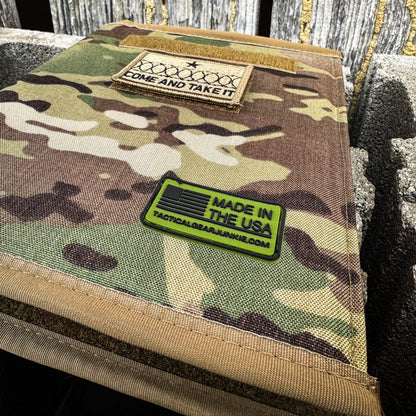 COME AND TAKE IT
MADE IN
THE USA
TACTICALGEARJUNKIE.COM